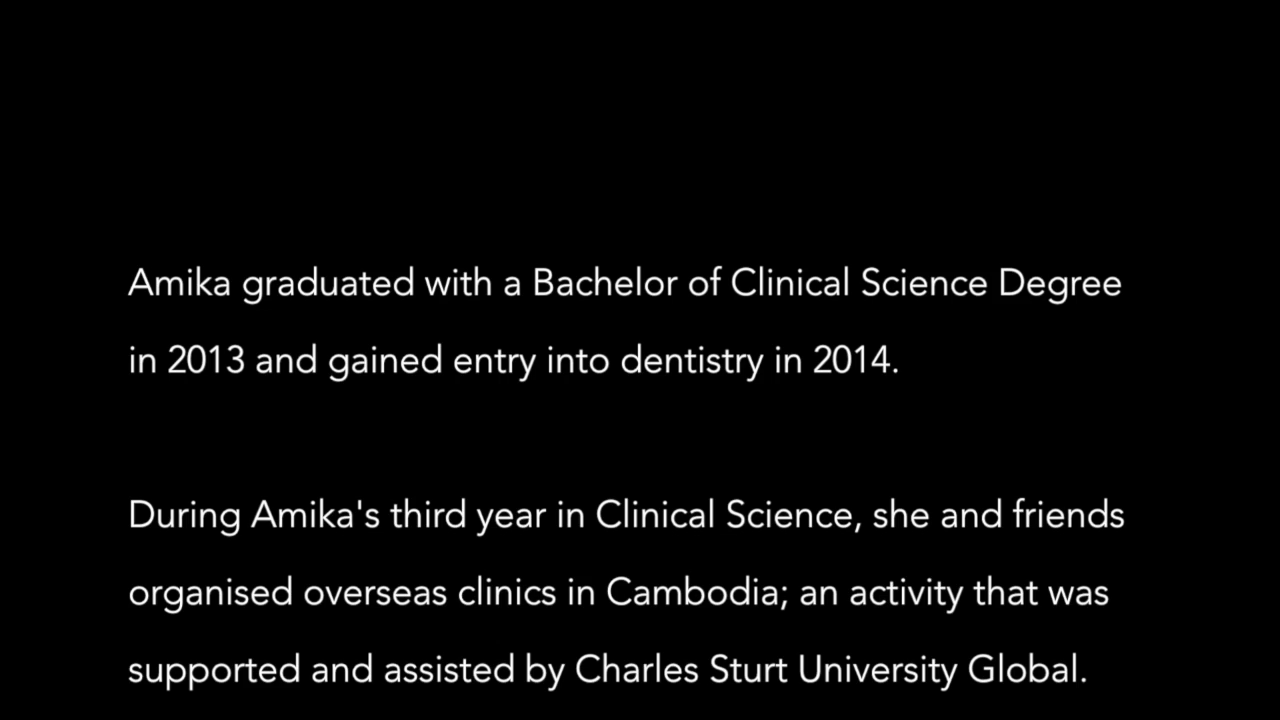 Amika graduated with a Bachelor of Clinical Science Degree
in 2013 and gained entry into dentistry in 2014.
During Amika's third year in Clinical Science, she and friends
organised overseas clinics in Cambodia; an activity that was
supported and assisted by Charles Sturt University Global.